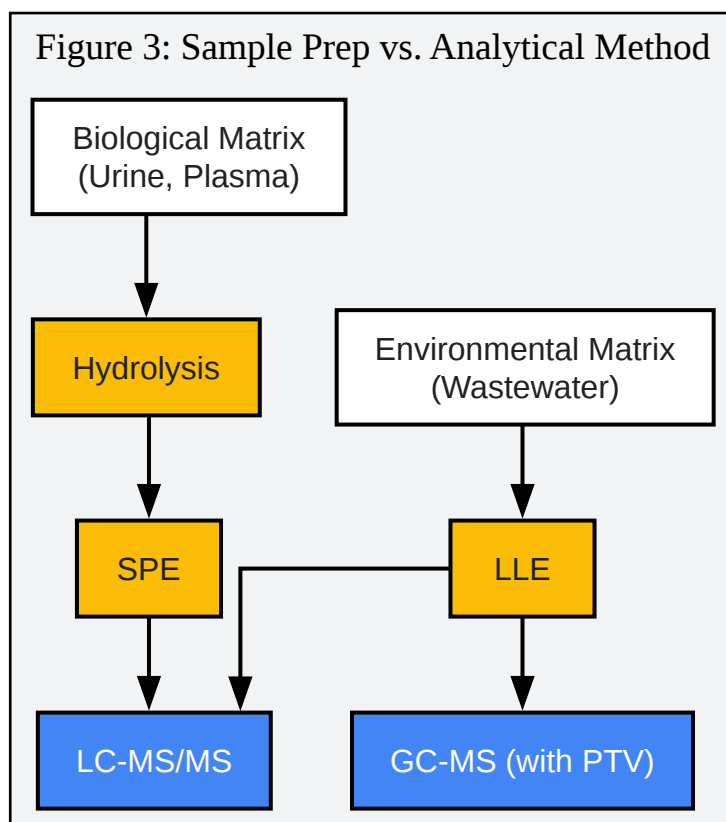 Figure 3: Sample Prep vs. Analytical Method
Biological Matrix
(Urine, Plasma)
Hydrolysis
Environmental Matrix
(Wastewater)
SPE
LLE
LC-MS/MS
GC-MS (with PTV)